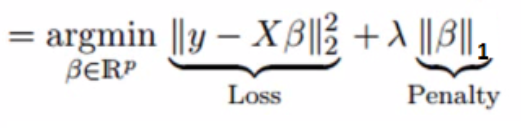 = argmin ‖y − Xβ‖₂² + λ ‖β‖₁
β∈ℝᵖ
Loss Penalty